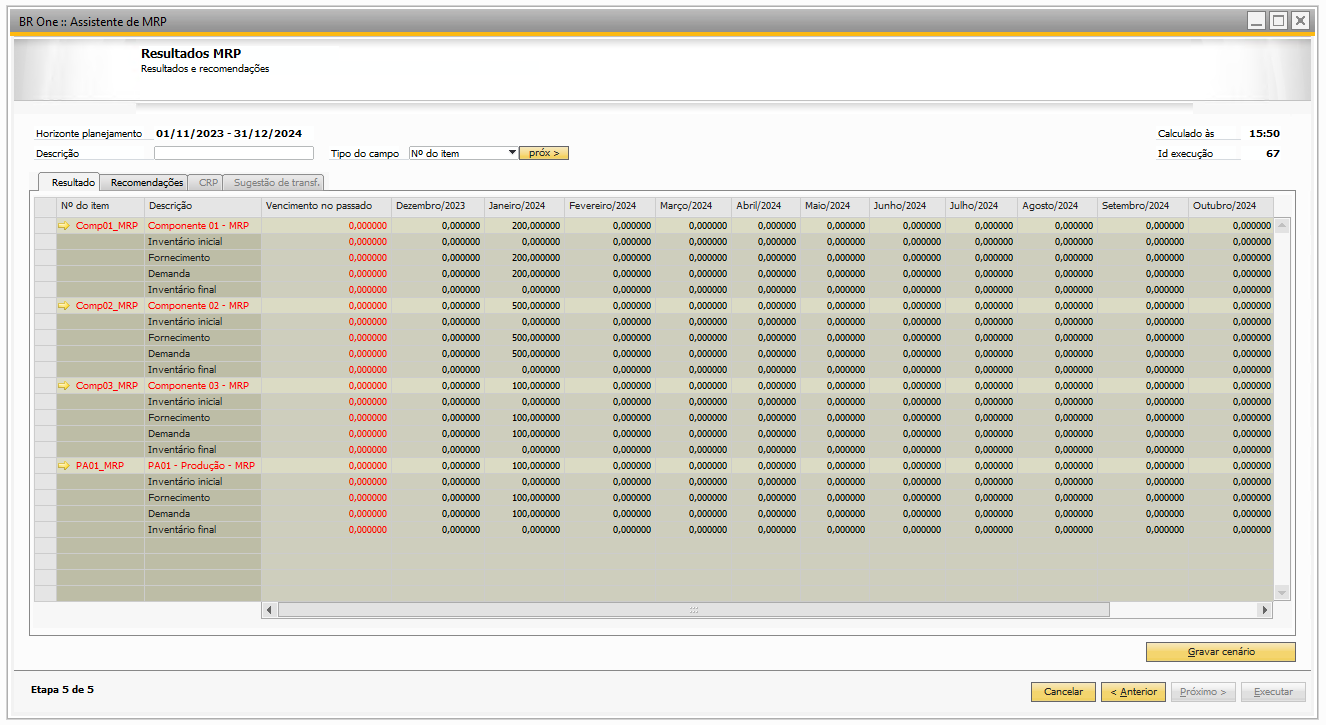 BR One :: Assistente de MRP
Resultados MRP
Resultados e recomendações
Horizonte planejamento 01/11/2023 - 31/12/2024 Calculado às 15:50
Descrição Tipo do campo Nº do item próx > Id execução 67
Resultado Recomendações CRP Sugestão de transf.
Nº do item Descrição Vencimento no passado Dezembro/2023 Janeiro/2024 Fevereiro/2024 Março/2024 Abril/2024 Maio/2024 Junho/2024 Julho/2024 Agosto/2024 Setembro/2024 Outubro/2024
Comp01_MRP Componente 01 - MRP 0,000000 0,000000 200,000000 0,000000 0,000000 0,000000 0,000000 0,000000 0,000000 0,000000 0,000000 0,000000
Inventário inicial 0,000000 0,000000 0,000000 0,000000 0,000000 0,000000 0,000000 0,000000 0,000000 0,000000 0,000000 0,000000
Fornecimento 0,000000 0,000000 200,000000 0,000000 0,000000 0,000000 0,000000 0,000000 0,000000 0,000000 0,000000 0,000000
Demanda 0,000000 0,000000 200,000000 0,000000 0,000000 0,000000 0,000000 0,000000 0,000000 0,000000 0,000000 0,000000
Inventário final 0,000000 0,000000 0,000000 0,000000 0,000000 0,000000 0,000000 0,000000 0,000000 0,000000 0,000000 0,000000
Comp02_MRP Componente 02 - MRP 0,000000 0,000000 500,000000 0,000000 0,000000 0,000000 0,000000 0,000000 0,000000 0,000000 0,000000 0,000000
Inventário inicial 0,000000 0,000000 0,000000 0,000000 0,000000 0,000000 0,000000 0,000000 0,000000 0,000000 0,000000 0,000000
Fornecimento 0,000000 0,000000 500,000000 0,000000 0,000000 0,000000 0,000000 0,000000 0,000000 0,000000 0,000000 0,000000
Demanda 0,000000 0,000000 500,000000 0,000000 0,000000 0,000000 0,000000 0,000000 0,000000 0,000000 0,000000 0,000000
Inventário final 0,000000 0,000000 0,000000 0,000000 0,000000 0,000000 0,000000 0,000000 0,000000 0,000000 0,000000 0,000000
Comp03_MRP Componente 03 - MRP 0,000000 0,000000 100,000000 0,000000 0,000000 0,000000 0,000000 0,000000 0,000000 0,000000 0,000000 0,000000
Inventário inicial 0,000000 0,000000 0,000000 0,000000 0,000000 0,000000 0,000000 0,000000 0,000000 0,000000 0,000000 0,000000
Fornecimento 0,000000 0,000000 100,000000 0,000000 0,000000 0,000000 0,000000 0,000000 0,000000 0,000000 0,000000 0,000000
Demanda 0,000000 0,000000 100,000000 0,000000 0,000000 0,000000 0,000000 0,000000 0,000000 0,000000 0,000000 0,000000
Inventário final 0,000000 0,000000 0,000000 0,000000 0,000000 0,000000 0,000000 0,000000 0,000000 0,000000 0,000000 0,000000
PA01_MRP PA01 - Produção - MRP 0,000000 0,000000 100,000000 0,000000 0,000000 0,000000 0,000000 0,000000 0,000000 0,000000 0,000000 0,000000
Inventário inicial 0,000000 0,000000 0,000000 0,000000 0,000000 0,000000 0,000000 0,000000 0,000000 0,000000 0,000000 0,000000
Fornecimento 0,000000 0,000000 100,000000 0,000000 0,000000 0,000000 0,000000 0,000000 0,000000 0,000000 0,000000 0,000000
Demanda 0,000000 0,000000 100,000000 0,000000 0,000000 0,000000 0,000000 0,000000 0,000000 0,000000 0,000000 0,000000
Inventário final 0,000000 0,000000 0,000000 0,000000 0,000000 0,000000 0,000000 0,000000 0,000000 0,000000 0,000000 0,000000
Gravar cenário
Etapa 5 de 5 Cancelar < Anterior Próximo > Executar